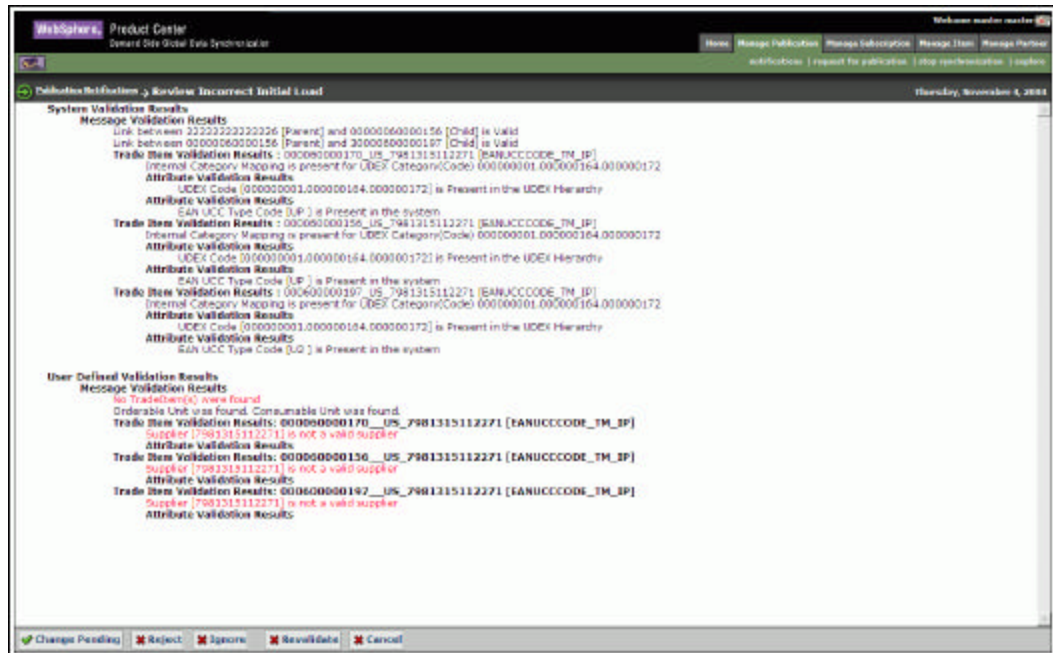 WebSphere. Product Center
Demand Side Global Data Synchronization
Welcome master master
Home Manage Publication Manage Subscription Manage Item Manage Partner
notifications | request for publication | stop synchronization | explore
Publication Notifications > Review Incorrect Initial Load
Thursday, November 4, 2004
System Validation Results
Message Validation Results
Link between 22222222222226 [Parent] and 00000060000156 [Child] is Valid
Link between 00000060000156 [Parent] and 30000060000197 [Child] is Valid
Trade Item Validation Results : 000060000170_US_7981315112271 [EANUCCCODE_TM_IP]
Internal Category Mapping is present for UDEX Category(Code) 000000001.000000164.000000172
Attribute Validation Results
UDEX Code [000000001.000000164.000000172] is Present in the UDEX Hierarchy
Attribute Validation Results
EAN UCC Type Code [UP ] is Present in the system
Trade Item Validation Results : 000060000156_US_7981315112271 [EANUCCCODE_TM_IP]
Internal Category Mapping is present for UDEX Category(Code) 000000001.000000164.000000172
Attribute Validation Results
UDEX Code [000000001.000000164.000000172] is Present in the UDEX Hierarchy
Attribute Validation Results
EAN UCC Type Code [UP ] is Present in the system
Trade Item Validation Results : 000600000197_US_7981315112271 [EANUCCCODE_TM_IP]
Internal Category Mapping is present for UDEX Category(Code) 000000001.000000164.000000172
Attribute Validation Results
UDEX Code [000000001.000000164.000000172] is Present in the UDEX Hierarchy
Attribute Validation Results
EAN UCC Type Code [U2 ] is Present in the system
User Defined Validation Results
Message Validation Results
No TradeItem(s) were found
Orderable Unit was found. Consumable Unit was found.
Trade Item Validation Results: 000060000170__US_7981315112271 [EANUCCCODE_TM_IP]
Supplier [7981315112271] is not a valid supplier
Attribute Validation Results
Trade Item Validation Results: 000060000156__US_7981315112271 [EANUCCCODE_TM_IP]
Supplier [7981315112271] is not a valid supplier
Attribute Validation Results
Trade Item Validation Results: 000600000197__US_7981315112271 [EANUCCCODE_TM_IP]
Supplier [7981315112271] is not a valid supplier
Attribute Validation Results
Change Pending Reject Ignore Revalidate Cancel